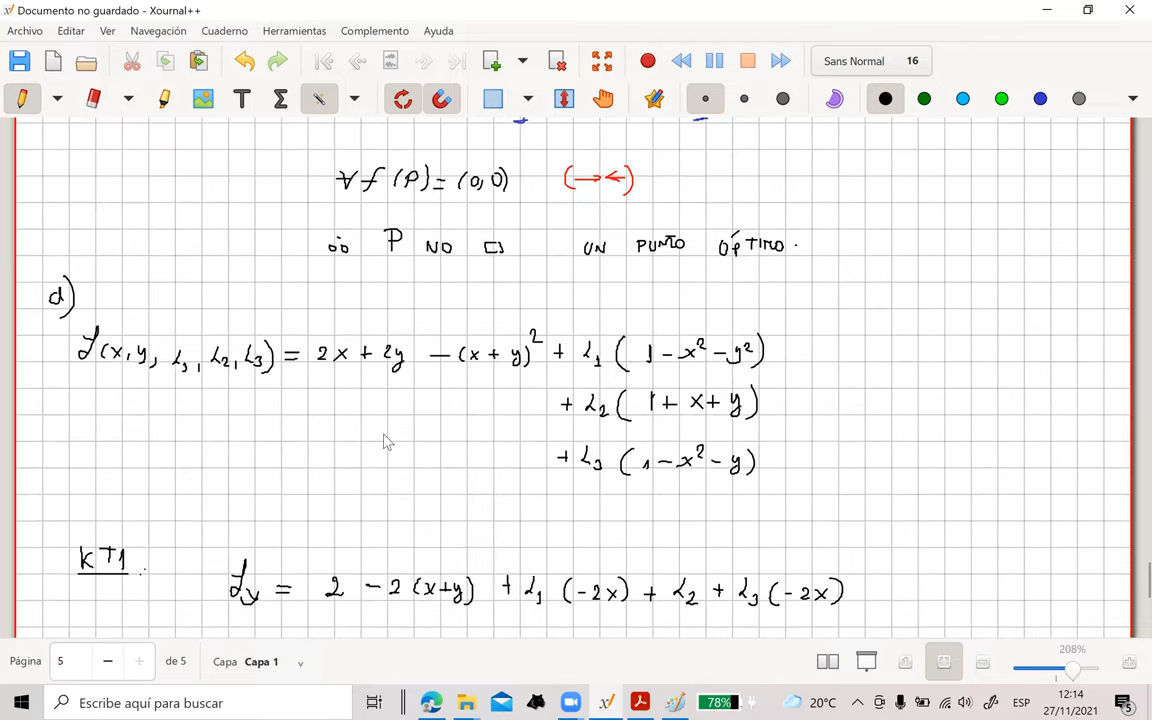 Documento no guardado - Xournal++
Archivo Editar Ver Navegación Cuaderno Herramientas Complemento Ayuda
Sans Normal 16
∀f (P) = (0, 0) (→←)
∴ P NO ES UN PUNTO ÓPTIMO.
d)
L(x, y, λ1, λ2, λ3) = 2x + 2y - (x + y)² + λ1 ( 1 - x² - y²)
+ λ2 ( 1 + x + y )
+ λ3 ( 1 - x² - y )
KT1 :
Lx = 2 - 2 (x+y) + λ1 (-2x) + λ2 + λ3 (-2x)
Página 5 de 5 Capa Capa 1 208%
Escribe aquí para buscar 78% 20°C ESP 12:14
27/11/2021 5